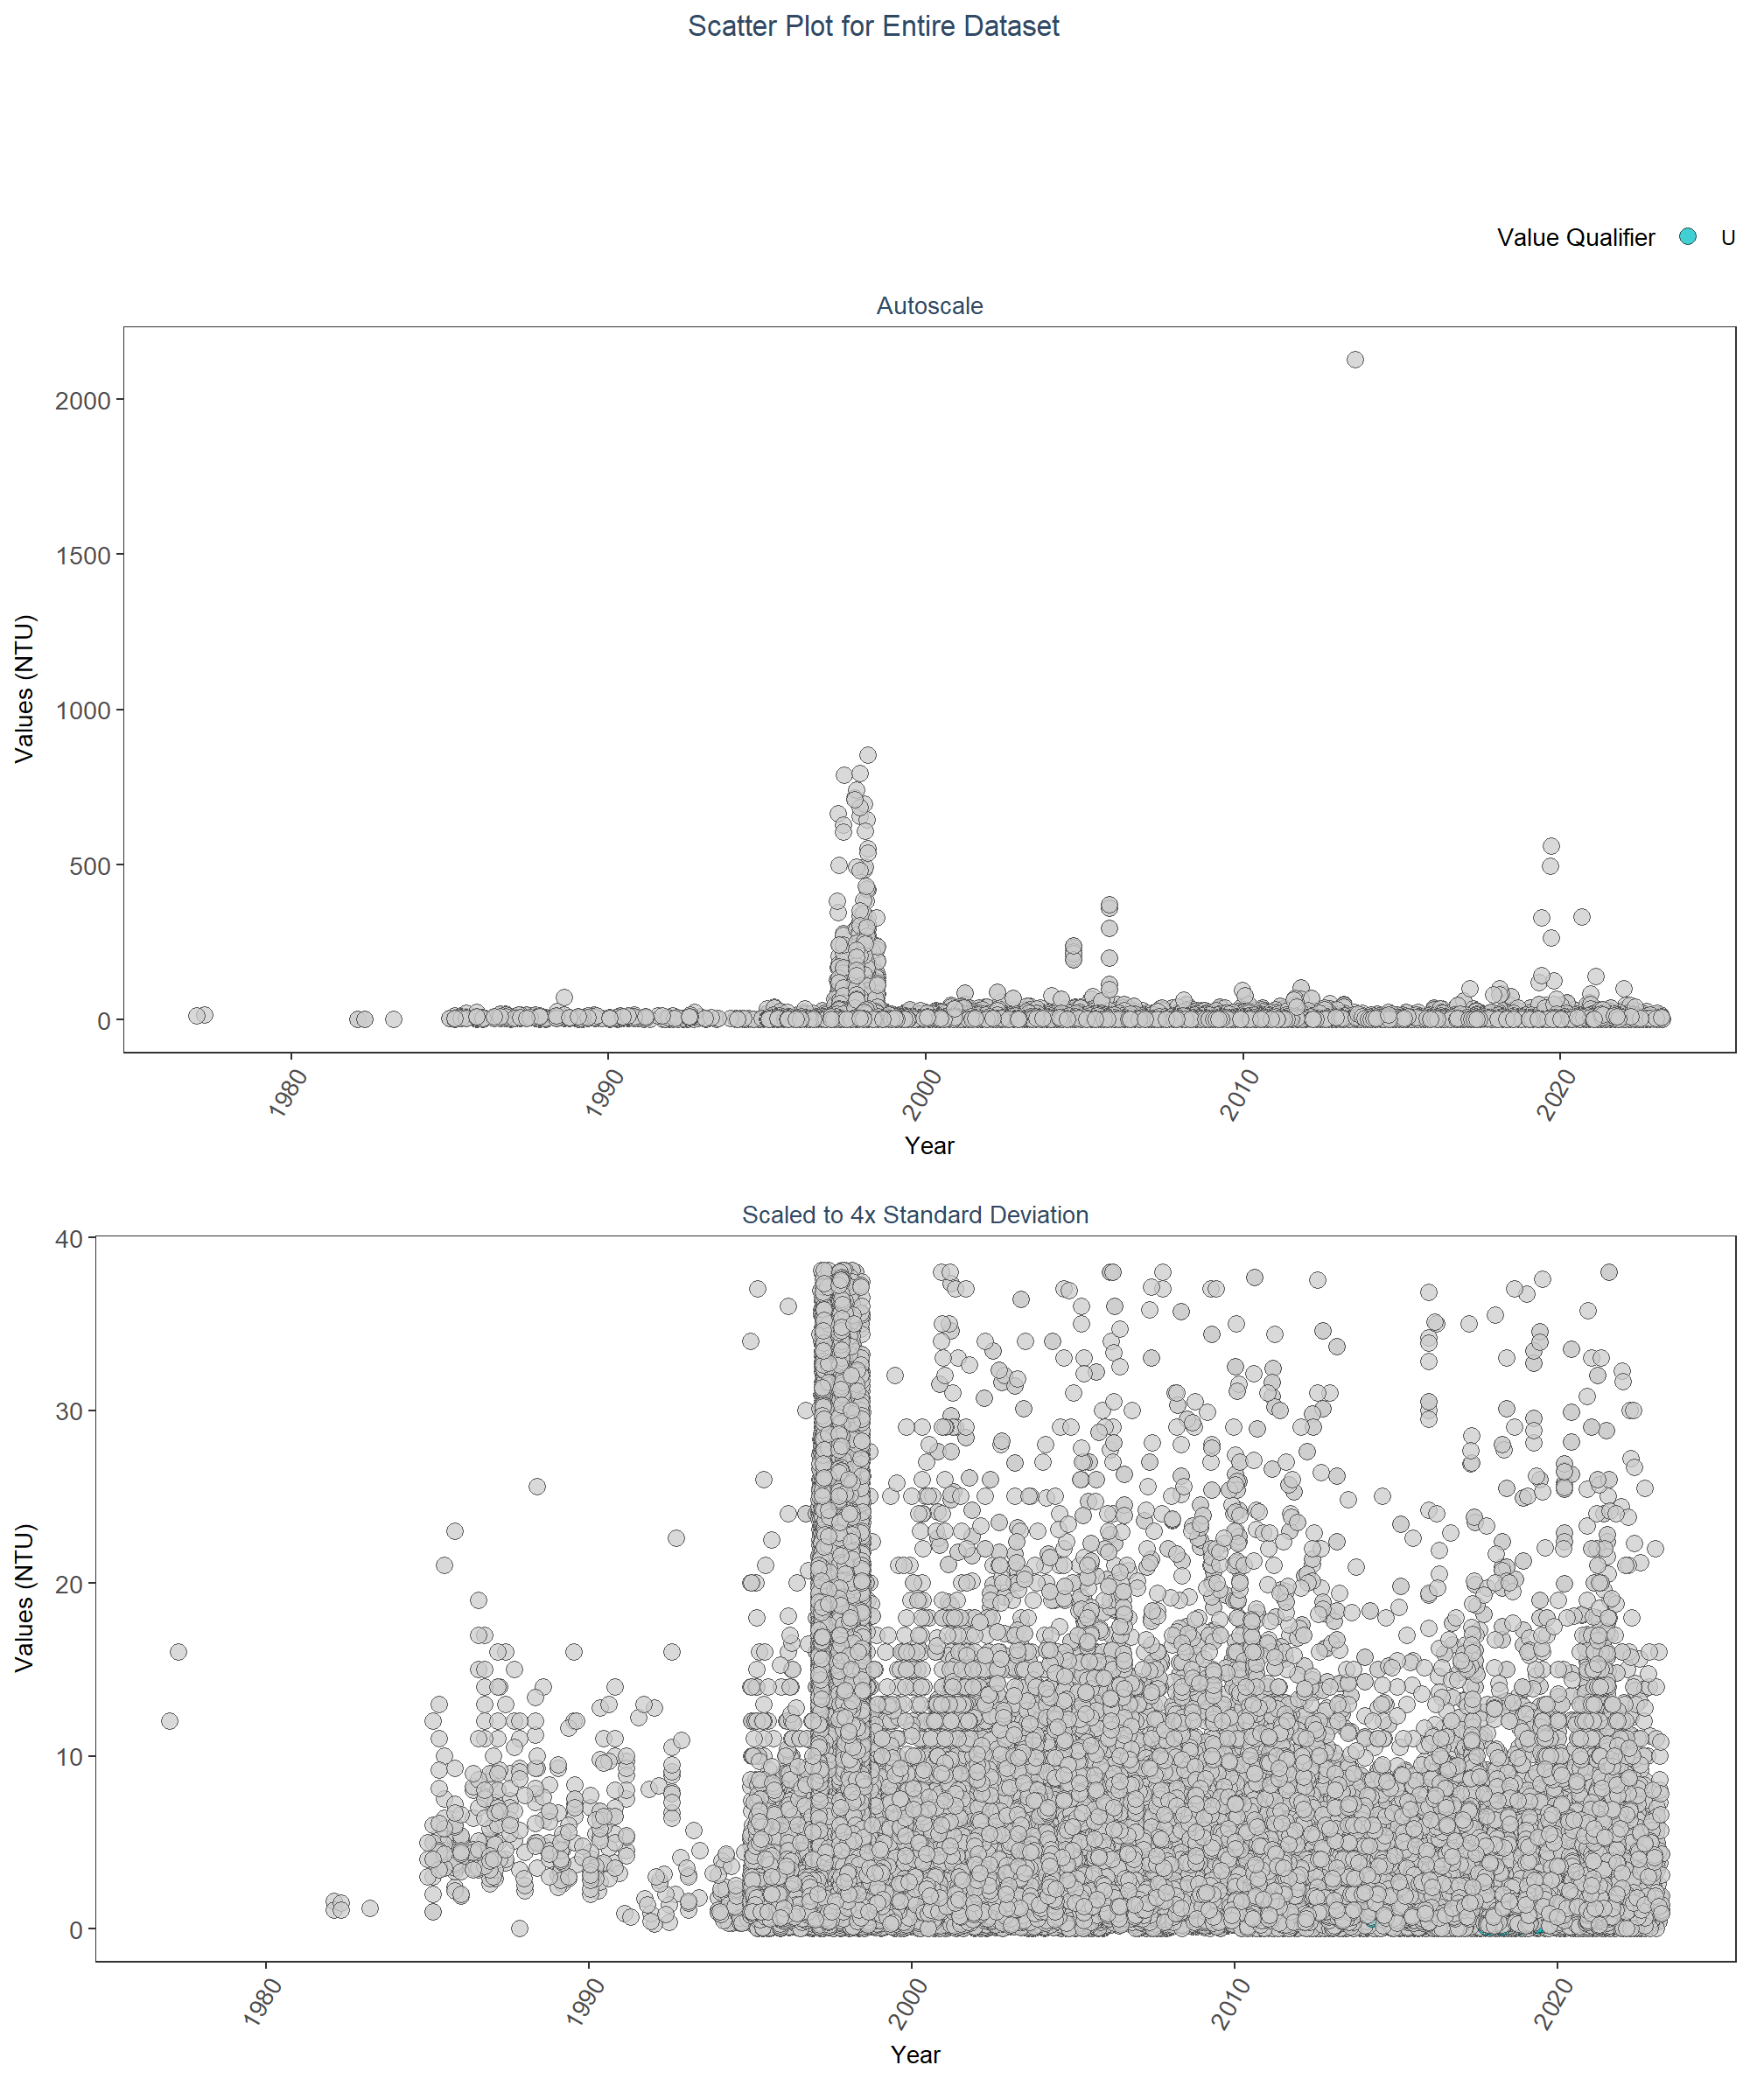 Scatter Plot for Entire Dataset
Value Qualifier U
Autoscale
2000
1500
1000
500
0
Values (NTU)
1980 1990 2000 2010 2020
Year
Scaled to 4x Standard Deviation
40
30
20
10
0
Values (NTU)
1980 1990 2000 2010 2020
Year